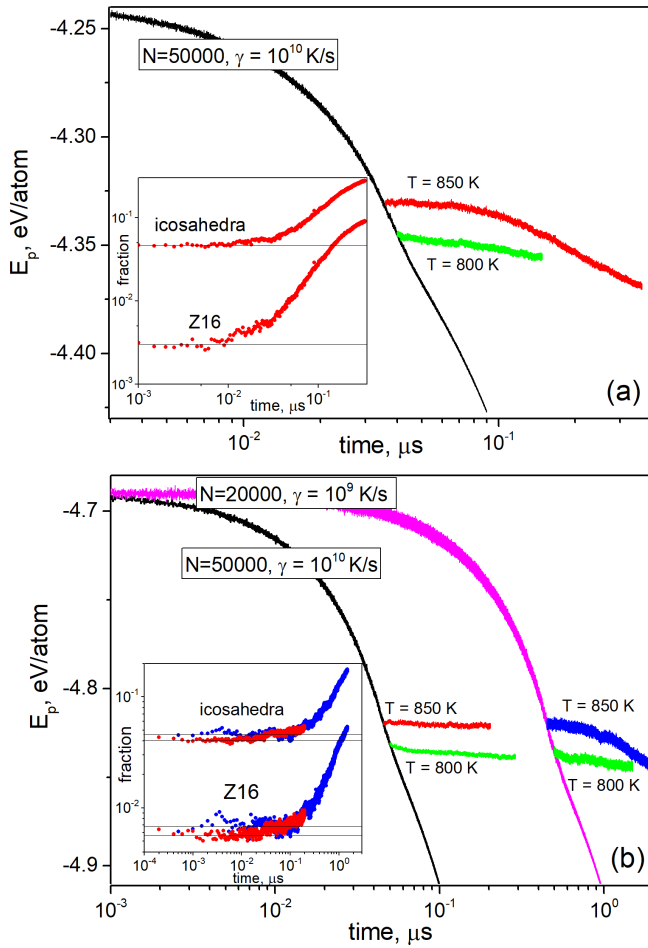 -4.25
-4.30
-4.35
-4.40
E_p, eV/atom
N=50000, γ = 10^10 K/s
T = 850 K
T = 800 K
icosahedra
Z16
fraction
10^-1
10^-2
10^-3
10^-3 10^-2 10^-1
time, μs
(a)
10^-2 10^-1
time, μs
-4.7
-4.8
-4.9
E_p, eV/atom
N=20000, γ = 10^9 K/s
N=50000, γ = 10^10 K/s
T = 850 K
T = 800 K
T = 850 K
T = 800 K
icosahedra
Z16
fraction
10^-1
10^-2
10^-4 10^-3 10^-2 10^-1 10^0
time, μs
(b)
10^-3 10^-2 10^-1 10^0
time, μs